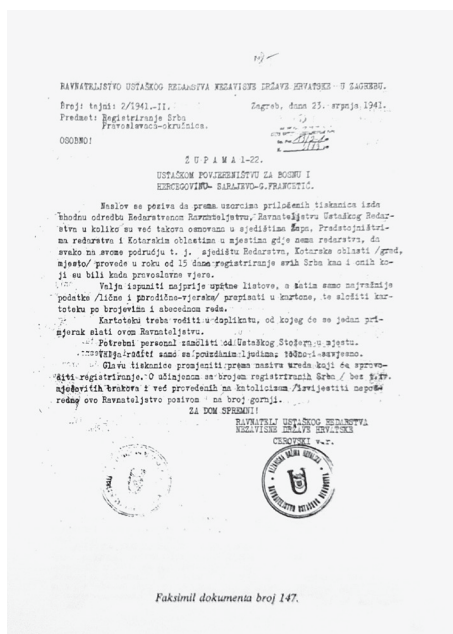 RAVNATELJSTVO USTAŠKOG REDARSTVA NEZAVISNE DRŽAVE HRVATSKE U ZAGREBU.
Broj: tajni: 2/1941.-II. Zagreb, dana 23. srpnja 1941.
Predmet: Registriranje Srba
Pravoslavaca-okružnica.
OSOBNO!
ŽUPAMA 1-22.
USTAŠKOM POVJERENIŠTVU ZA BOSNU I
HERCEGOVINU- SARAJEVO-G.FRANCETIĆ.
Naslov se poziva da prema uzorcima priloženih tiskanica izda
shodnu odredbu Redarstvenom Ravnateljstvu, Ravnateljstvu Ustaškog Redar-
stva u koliko su već takova osnovana u sjedištima Župa, Predstojništvi-
ma redarstva i Kotarskim oblastima u mjestima gdje nema redarstva, da
svako na svome području t. j. sjedištu Redarstva, Kotarske oblasti /grad,
mjesto/ provede u roku od 15 dana registriranje svih Srba kao i onih ko-
ji su bili kada pravoslavne vjere.
Valja ispuniti najprije upitne listove, a zatim samo najvažnije
podatke /lične i porodično-vjerske/ prepisati u kartone, te složiti kar-
toteku po brojevim i abecednom redu.
Kartoteku treba voditi u duplikatu, od kojeg će se jedan pri-
mjerak slati ovom Ravnateljstvu.
Potrebni personal zamoliti od Ustaškog Stožera u mjestu.
Valja raditi samo sa pouzdanim ljudima, točno i savjesno.
Glavu tiskanice promjeniti prema nazivu ureda koji će sprova-
diti registriranje. O učinjenom sa brojem registriranih Srba / bez t.zv.
mješovitih brakova i već provedenih na katolicizam /izvijestiti nepos-
redno ovo Ravnateljstvo pozivom na broj gornji.
ZA DOM SPREMNI!
RAVNATELJ USTAŠKOG REDARSTVA
NEZAVISNE DRŽAVE HRVATSKE
CEROVSKI v.r.
Faksimil dokumenta broj 147.